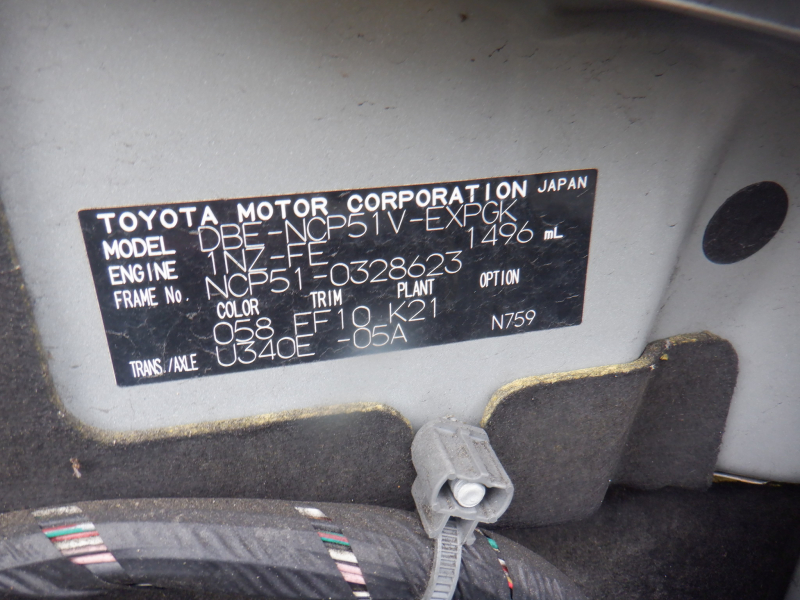 TOYOTA MOTOR CORPORATION JAPAN
MODEL DBE-NCP51V-EXPGK
ENGINE 1NZ-FE 1496 mL
FRAME No. NCP51-0328623
COLOR TRIM PLANT OPTION
058 EF10 K21
TRANS./AXLE U340E -05A N759